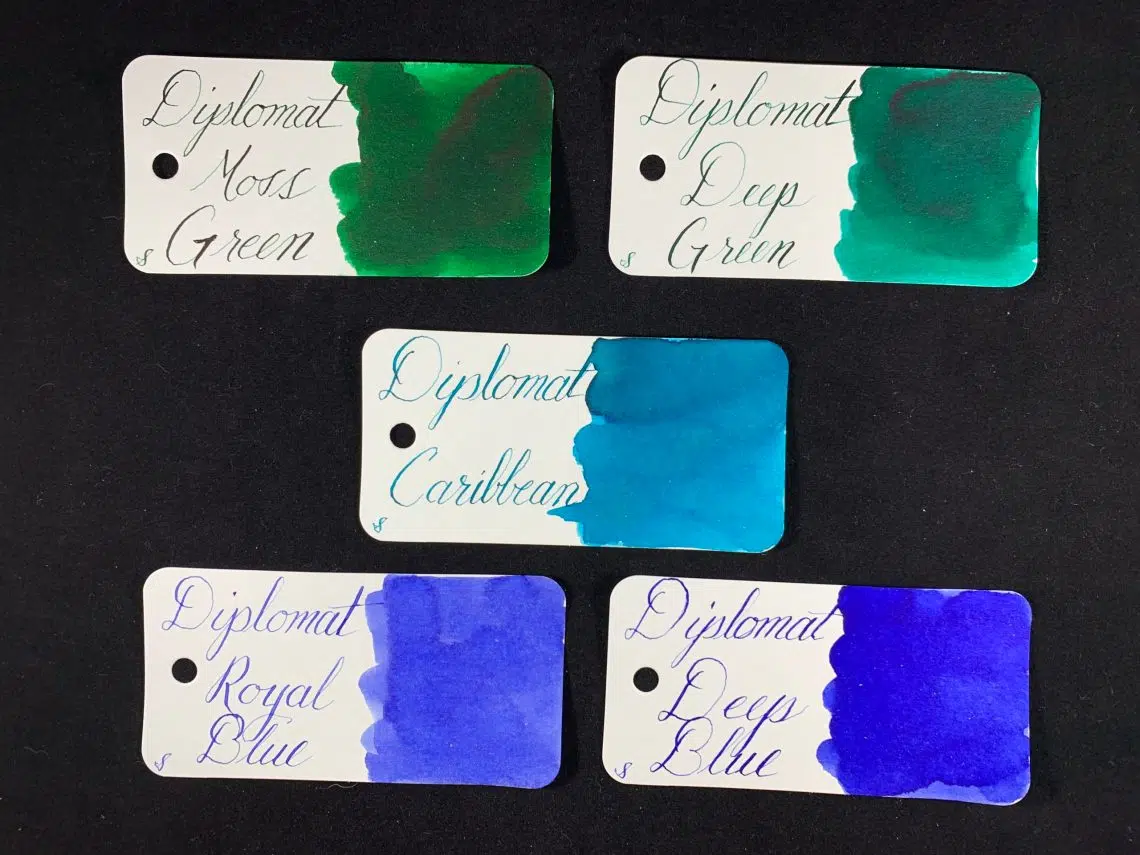 Diplomat
Moss
Green
Diplomat
Deep
Green
Diplomat
Caribbean
Diplomat
Royal
Blue
Diplomat
Deep
Blue